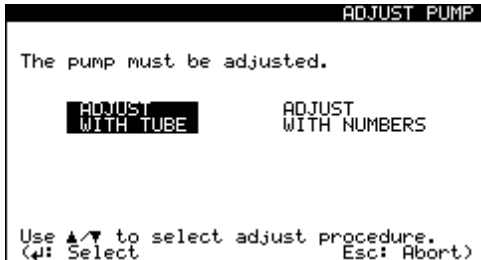 ADJUST PUMP
The pump must be adjusted.
ADJUST WITH TUBE
ADJUST WITH NUMBERS
Use ▲/▼ to select adjust procedure.
(↵: Select Esc: Abort)